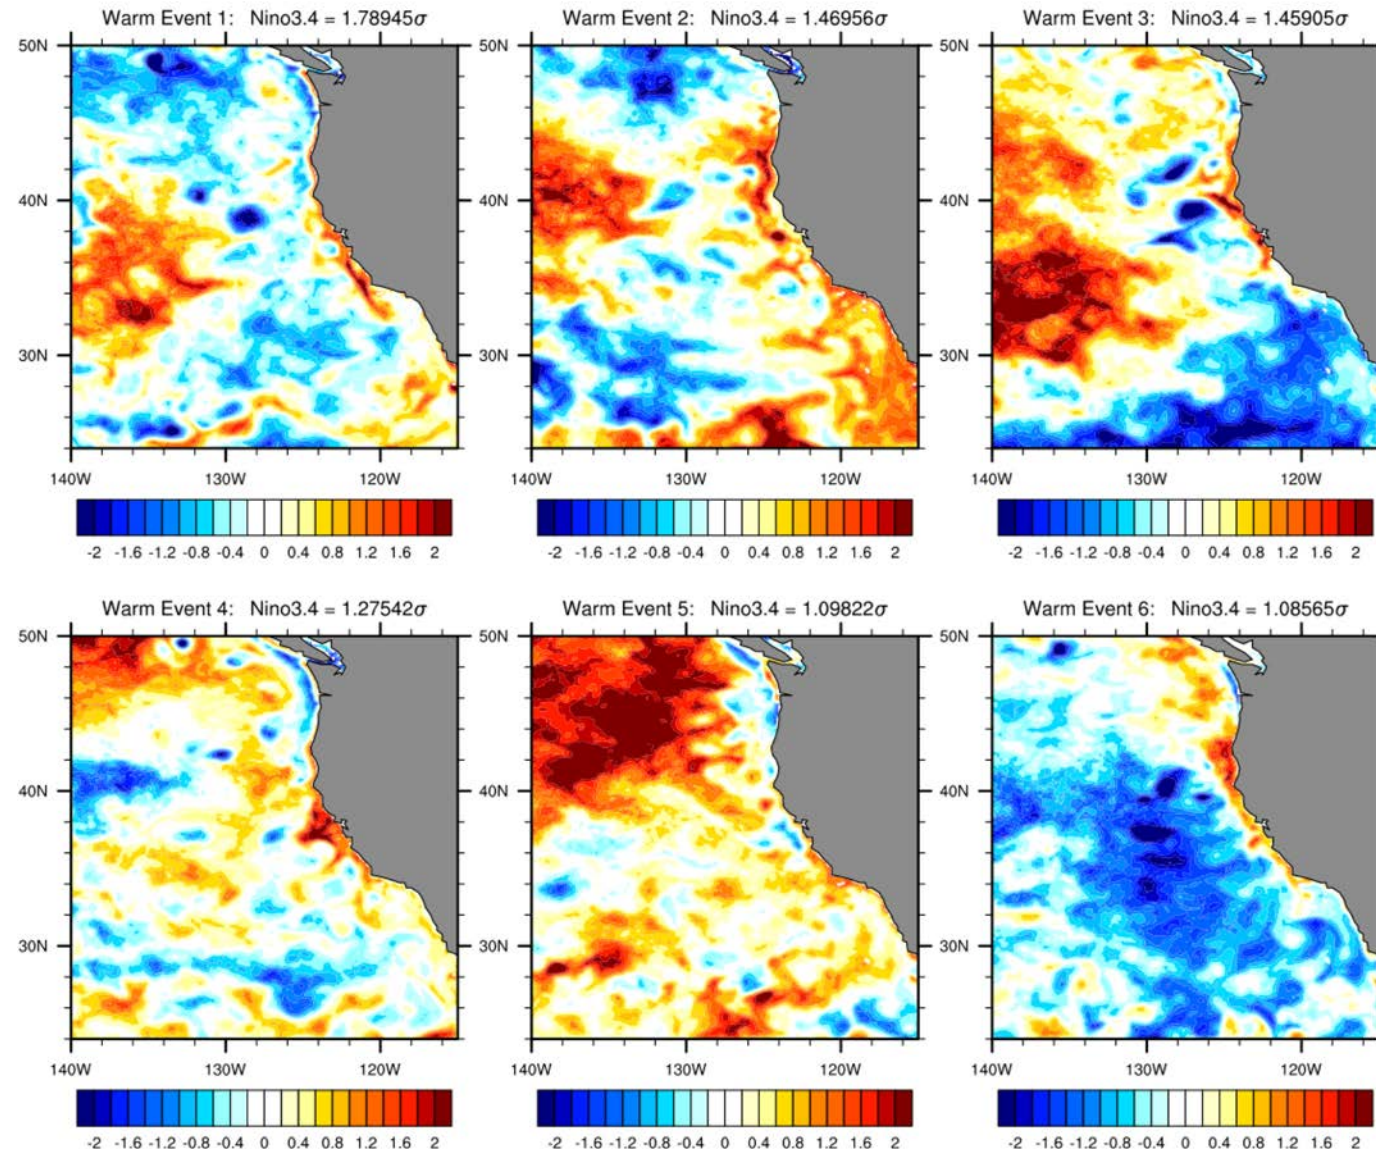 Warm Event 1: Nino3.4 = 1.78945σ
Warm Event 2: Nino3.4 = 1.46956σ
Warm Event 3: Nino3.4 = 1.45905σ
50N 50N 50N
40N 40N 40N
30N 30N 30N
140W 130W 120W 140W 130W 120W 140W 130W 120W
-2 -1.6 -1.2 -0.8 -0.4 0 0.4 0.8 1.2 1.6 2
-2 -1.6 -1.2 -0.8 -0.4 0 0.4 0.8 1.2 1.6 2
-2 -1.6 -1.2 -0.8 -0.4 0 0.4 0.8 1.2 1.6 2
Warm Event 4: Nino3.4 = 1.27542σ
Warm Event 5: Nino3.4 = 1.09822σ
Warm Event 6: Nino3.4 = 1.08565σ
50N 50N 50N
40N 40N 40N
30N 30N 30N
140W 130W 120W 140W 130W 120W 140W 130W 120W
-2 -1.6 -1.2 -0.8 -0.4 0 0.4 0.8 1.2 1.6 2
-2 -1.6 -1.2 -0.8 -0.4 0 0.4 0.8 1.2 1.6 2
-2 -1.6 -1.2 -0.8 -0.4 0 0.4 0.8 1.2 1.6 2